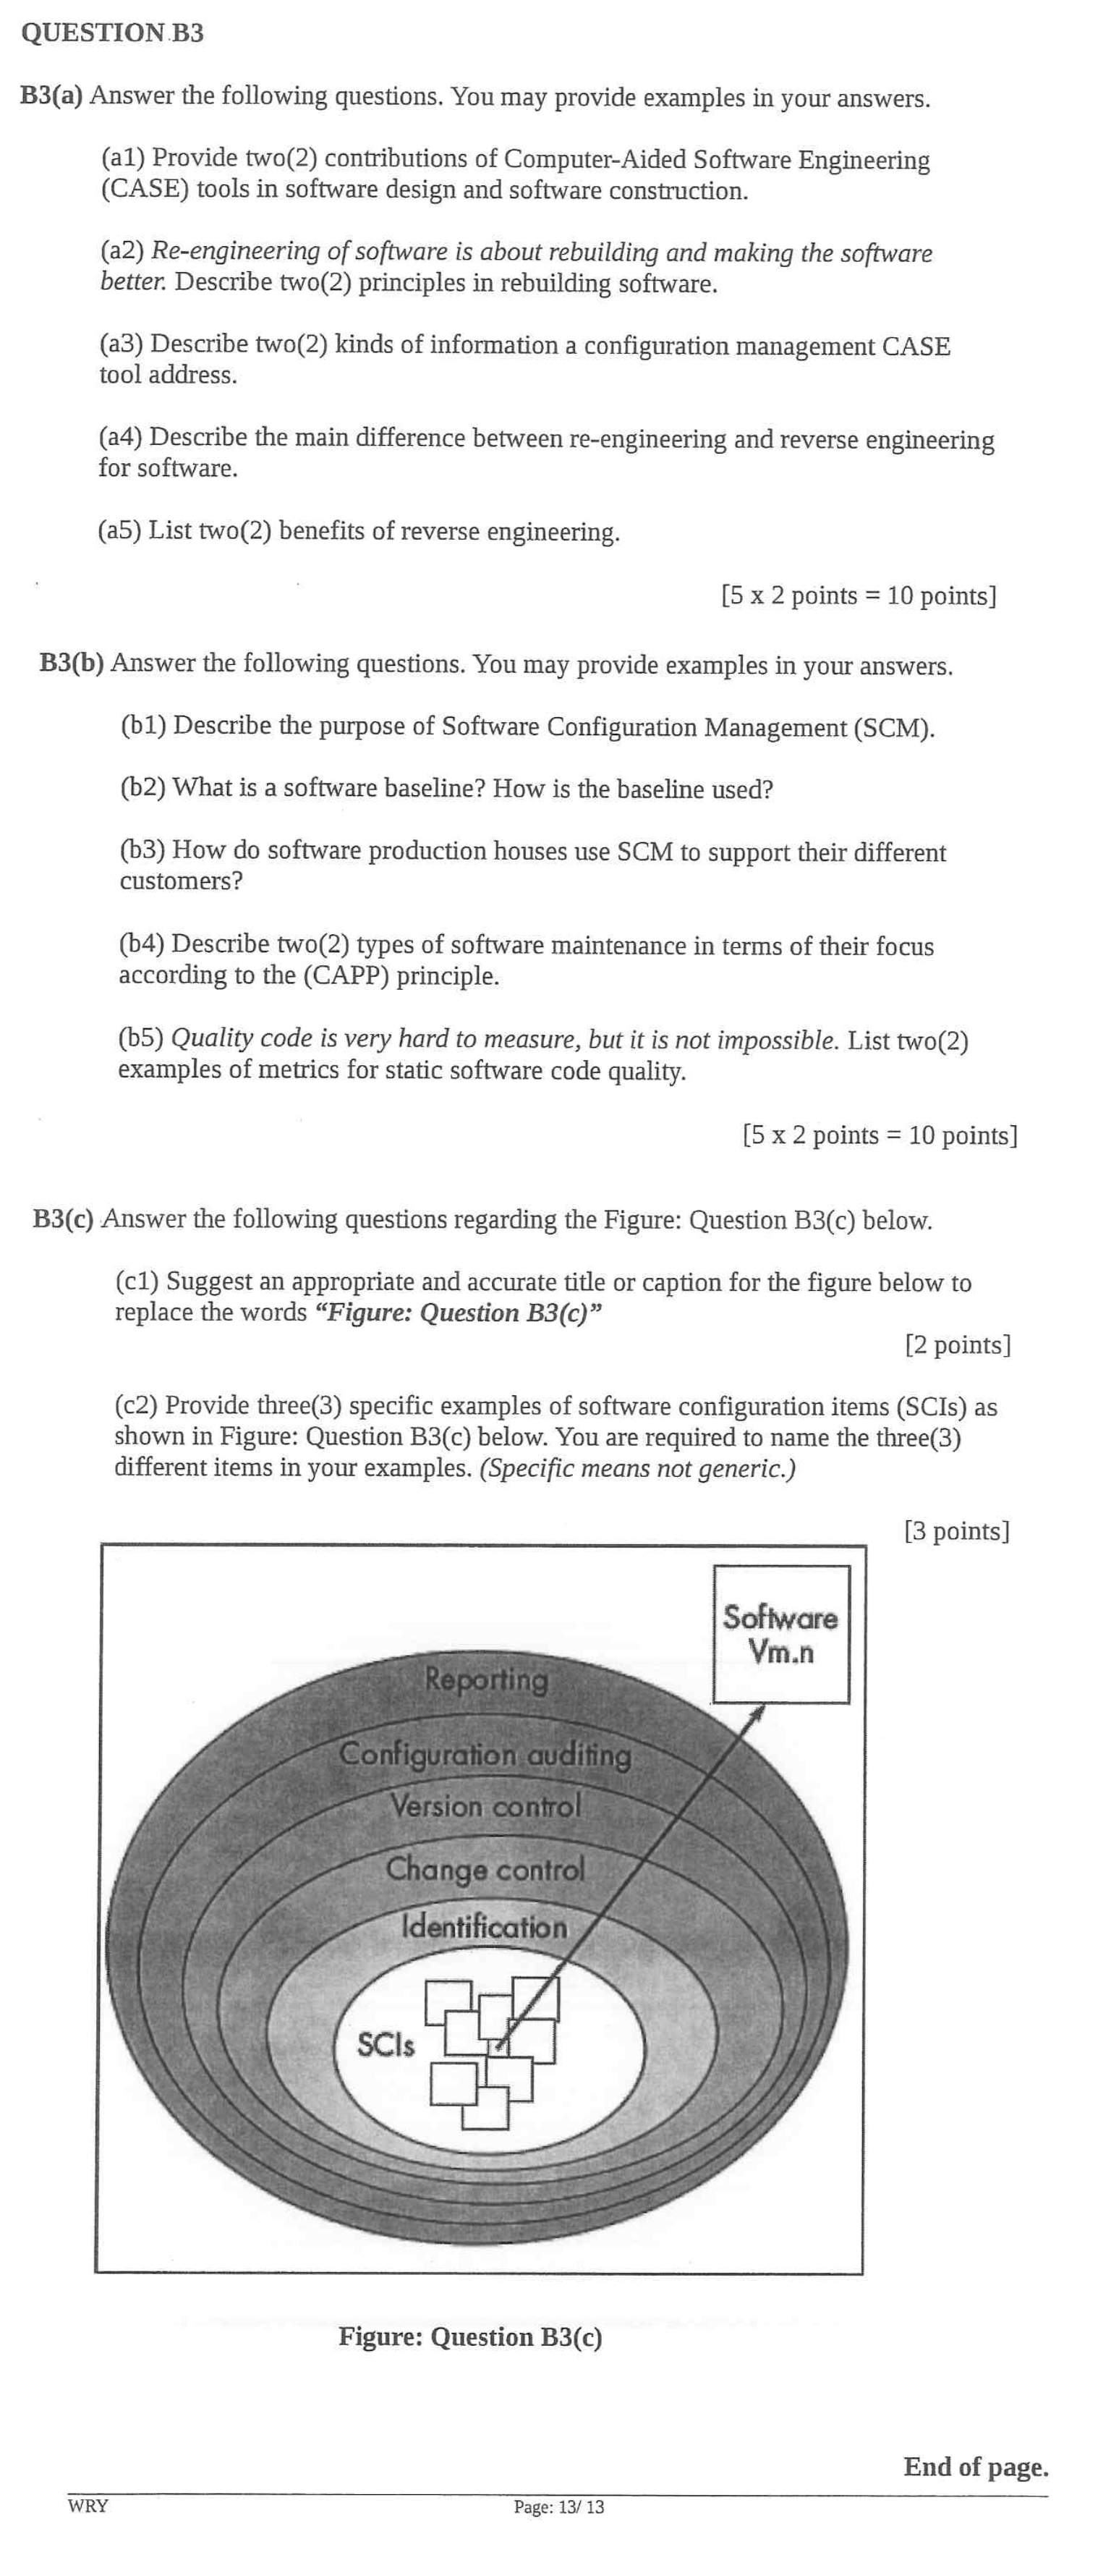 QUESTION B3
B3(a) Answer the following questions. You may provide examples in your answers.
(a1) Provide two(2) contributions of Computer-Aided Software Engineering
(CASE) tools in software design and software construction.
(a2) Re-engineering of software is about rebuilding and making the software
better. Describe two(2) principles in rebuilding software.
(a3) Describe two(2) kinds of information a configuration management CASE
tool address.
(a4) Describe the main difference between re-engineering and reverse engineering
for software.
(a5) List two(2) benefits of reverse engineering.
[5 x 2 points = 10 points]
B3(b) Answer the following questions. You may provide examples in your answers.
(b1) Describe the purpose of Software Configuration Management (SCM).
(b2) What is a software baseline? How is the baseline used?
(b3) How do software production houses use SCM to support their different
customers?
(b4) Describe two(2) types of software maintenance in terms of their focus
according to the (CAPP) principle.
(b5) Quality code is very hard to measure, but it is not impossible. List two(2)
examples of metrics for static software code quality.
[5 x 2 points = 10 points]
B3(c) Answer the following questions regarding the Figure: Question B3(c) below.
(c1) Suggest an appropriate and accurate title or caption for the figure below to
replace the words “Figure: Question B3(c)”
[2 points]
(c2) Provide three(3) specific examples of software configuration items (SCIs) as
shown in Figure: Question B3(c) below. You are required to name the three(3)
different items in your examples. (Specific means not generic.)
[3 points]
Software
Vm.n
Reporting
Configuration auditing
Version control
Change control
Identification
SCIs
Figure: Question B3(c)
End of page.
WRY
Page: 13/ 13